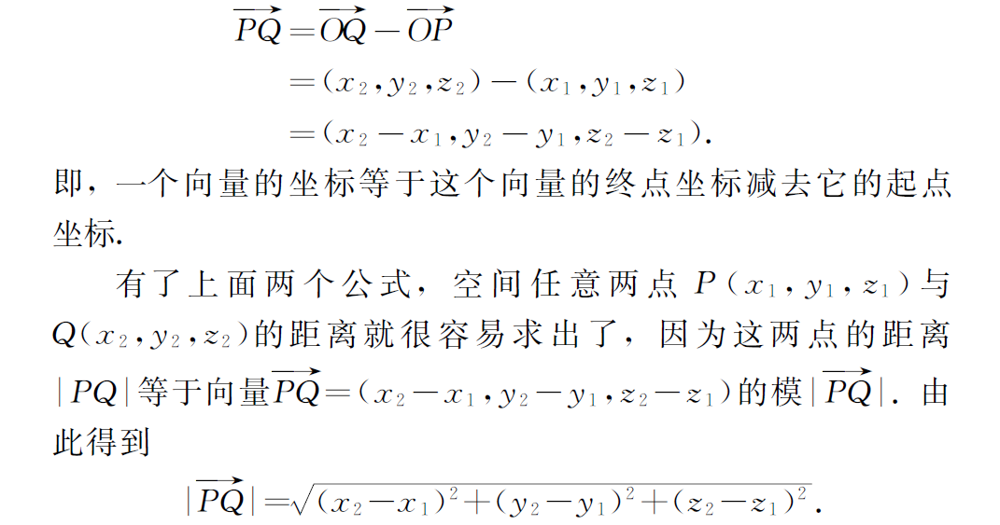 $\overrightarrow{PQ}=\overrightarrow{OQ}-\overrightarrow{OP}$
$=(x_2,y_2,z_2)-(x_1,y_1,z_1)$
$=(x_2-x_1,y_2-y_1,z_2-z_1).$
即，一个向量的坐标等于这个向量的终点坐标减去它的起点
坐标.
有了上面两个公式，空间任意两点 $P(x_1,y_1,z_1)$与
$Q(x_2,y_2,z_2)$的距离就很容易求出了，因为这两点的距离
$|PQ|$等于向量$\overrightarrow{PQ}=(x_2-x_1,y_2-y_1,z_2-z_1)$的模$|\overrightarrow{PQ}|$. 由
此得到
$|\overrightarrow{PQ}|=\sqrt{(x_2-x_1)^2+(y_2-y_1)^2+(z_2-z_1)^2}.$